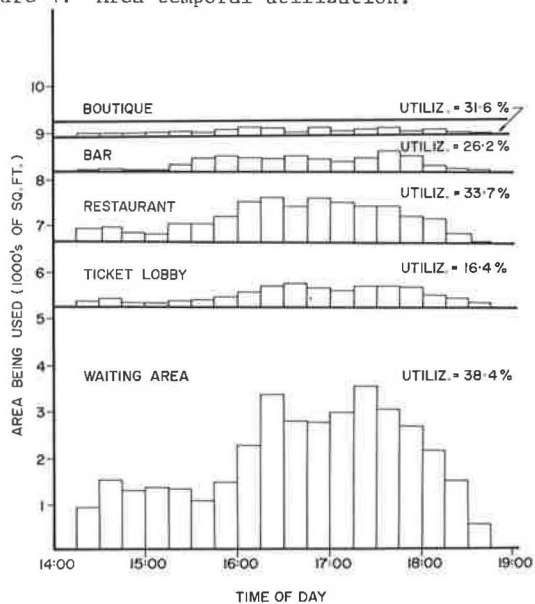 Area temporal utilization.
10
BOUTIQUE UTILIZ. = 31·6 %
9
BAR UTILIZ. = 26·2 %
8
RESTAURANT UTILIZ. = 33·7 %
7
6
TICKET LOBBY UTILIZ. = 16·4 %
5
4
WAITING AREA UTILIZ. = 38·4 %
3
2
1
AREA BEING USED (1000's OF SQ. FT.)
14:00 15:00 16:00 17:00 18:00 19:00
TIME OF DAY